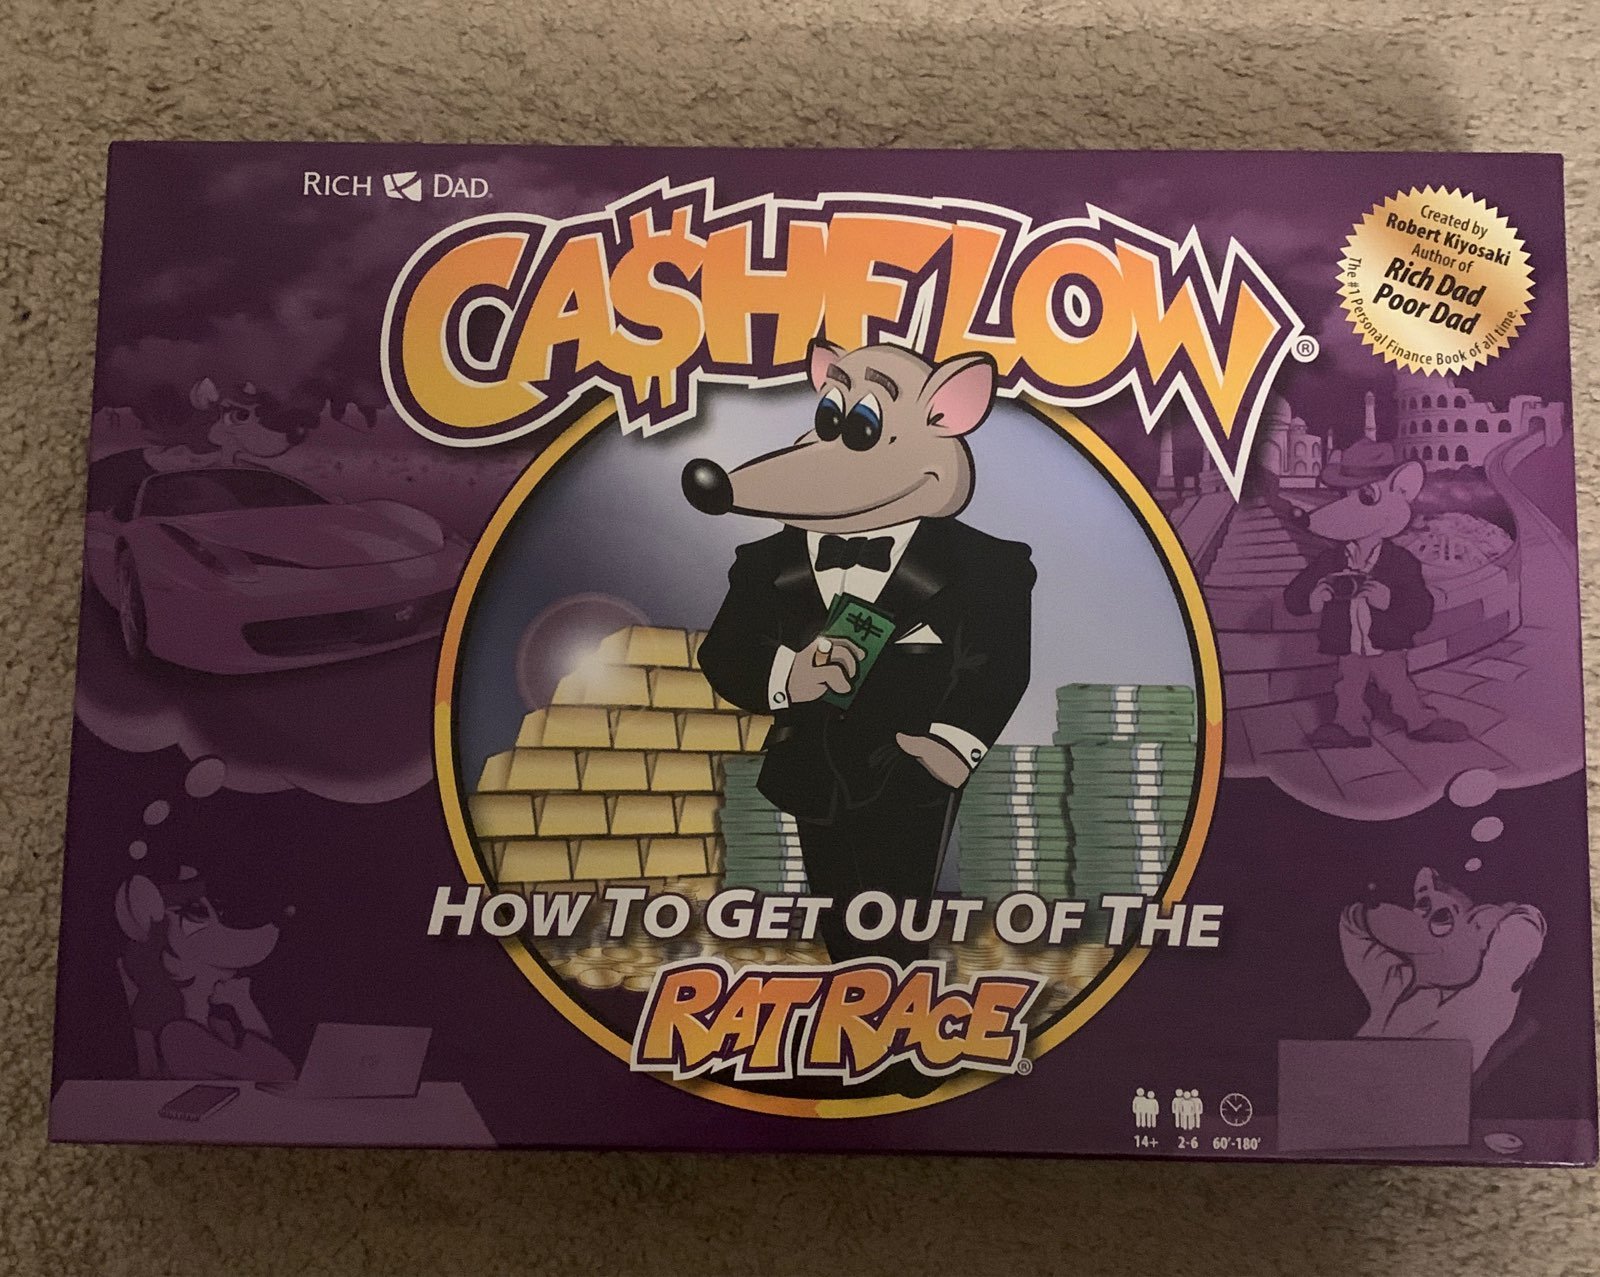 RICH DAD
CA$HFLOW®
Created by
Robert Kiyosaki
Author of
Rich Dad
Poor Dad
The #1 Personal Finance Book of all time.
HOW TO GET OUT OF THE
RAT RACE®
14+ 2-6 60'-180'